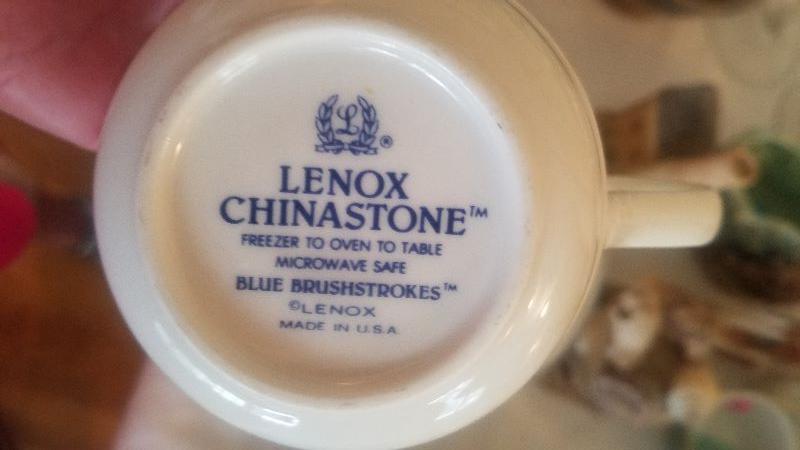 L ®
LENOX
CHINASTONE™
FREEZER TO OVEN TO TABLE
MICROWAVE SAFE
BLUE BRUSHSTROKES™
©LENOX
MADE IN U.S.A.